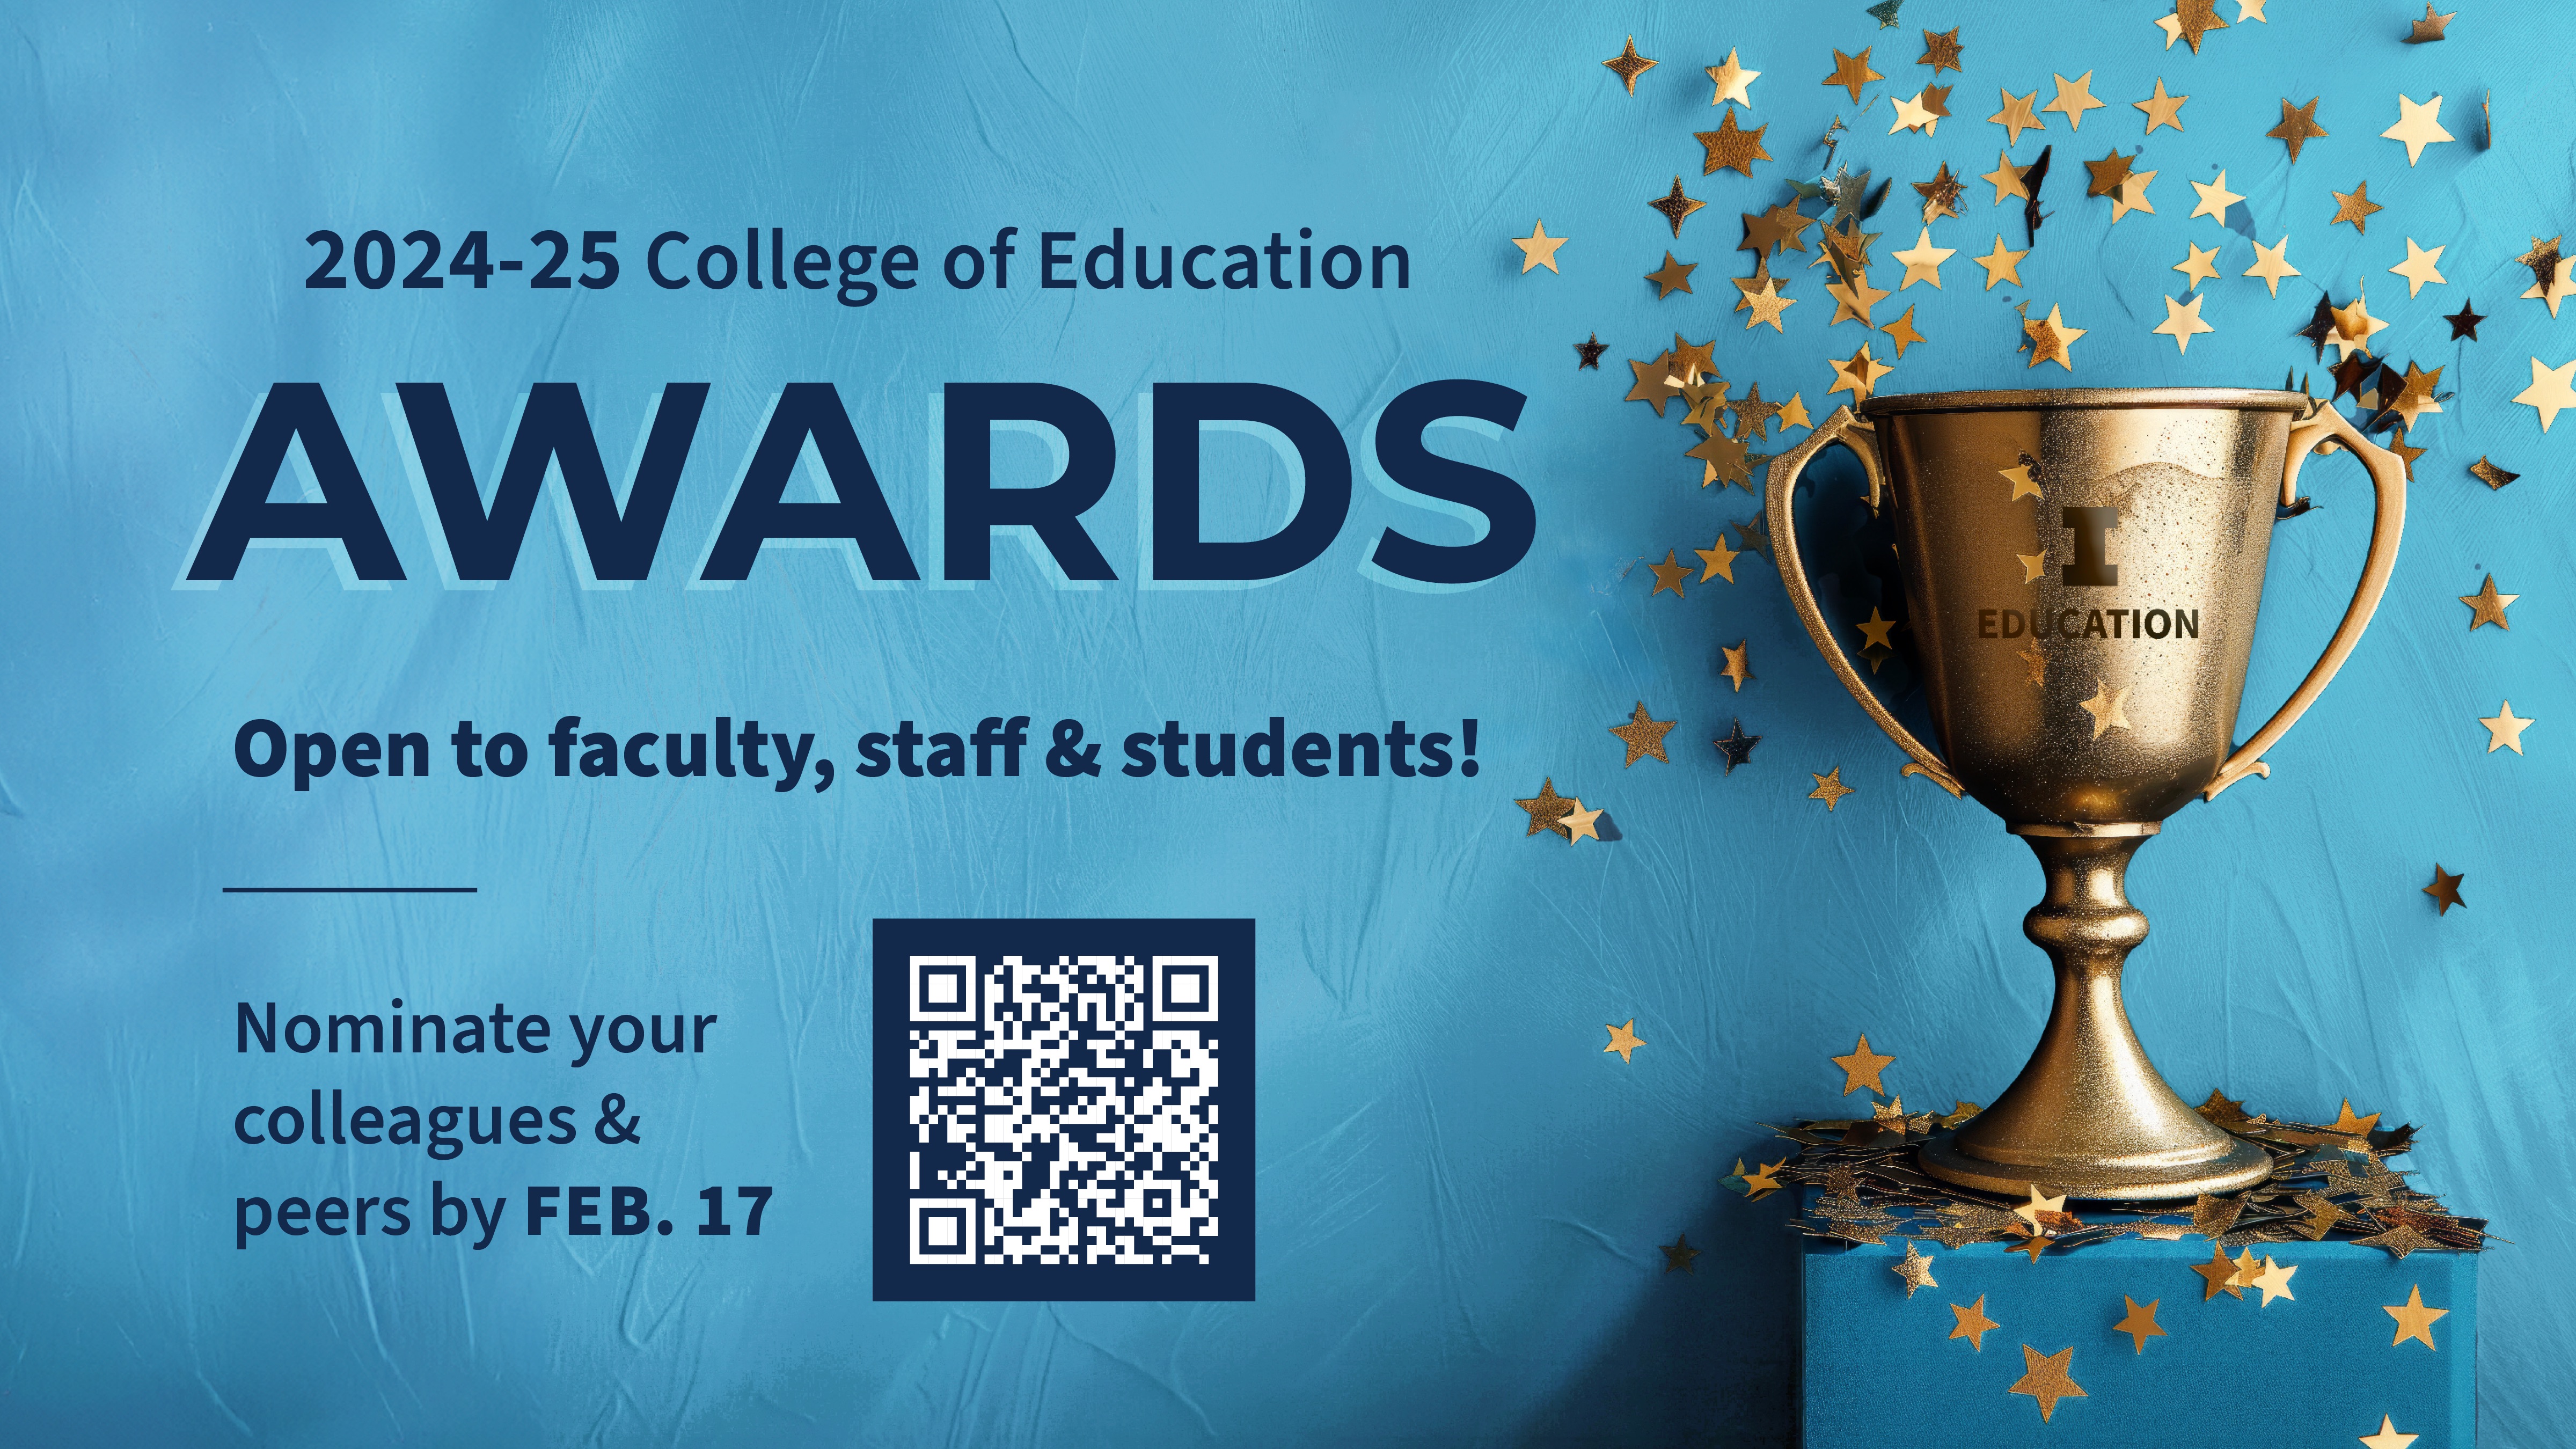 2024-25 College of Education
AWARDS
Open to faculty, staff & students!
Nominate your
colleagues &
peers by FEB. 17
I
EDUCATION